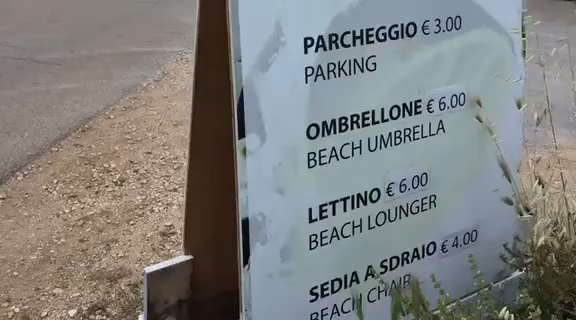 PARCHEGGIO € 3.00
PARKING
OMBRELLONE € 6.00
BEACH UMBRELLA
LETTINO € 6.00
BEACH LOUNGER
SEDIA A SDRAIO € 4.00
BEACH CHAIR